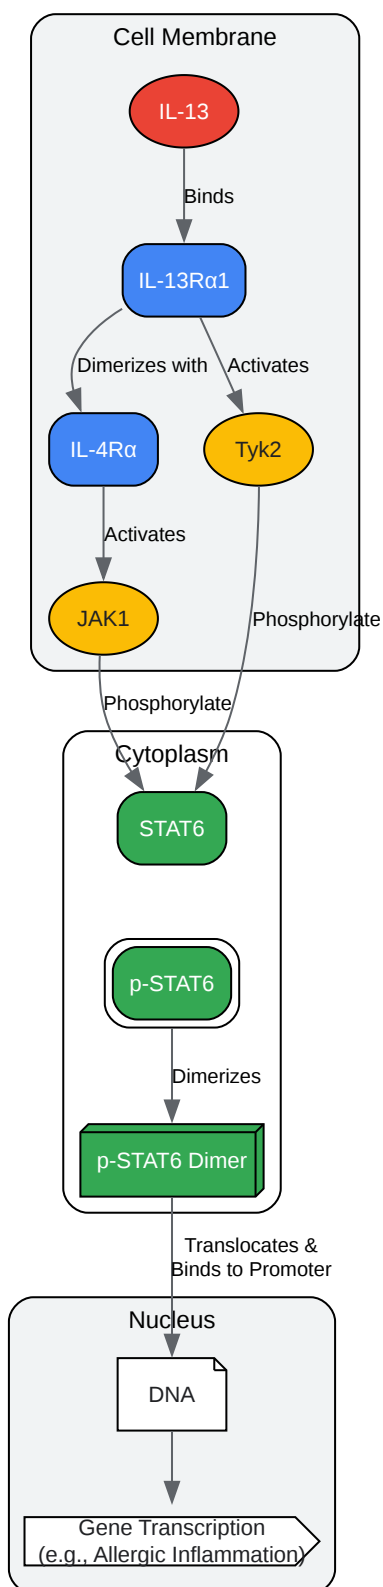 Cell Membrane
IL-13
Binds
IL-13Rα1
Dimerizes with
Activates
IL-4Rα
Tyk2
Activates
JAK1
Phosphorylate
Phosphorylate
Cytoplasm
STAT6
p-STAT6
Dimerizes
p-STAT6 Dimer
Translocates &
Binds to Promoter
Nucleus
DNA
Gene Transcription
(e.g., Allergic Inflammation)